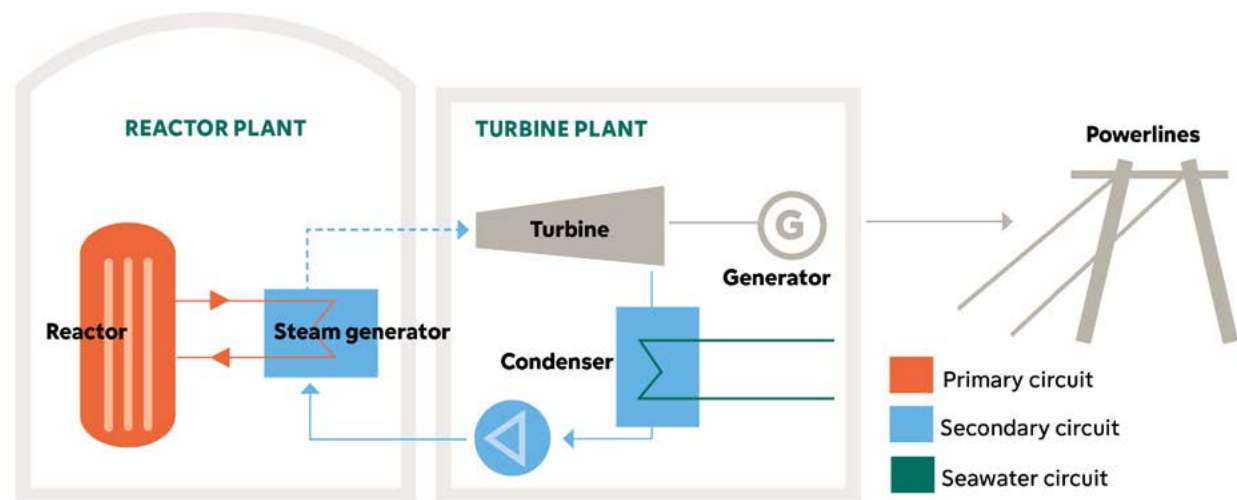 REACTOR PLANT
TURBINE PLANT
Powerlines
Turbine
G
Generator
Reactor
Steam generator
Condenser
Primary circuit
Secondary circuit
Seawater circuit